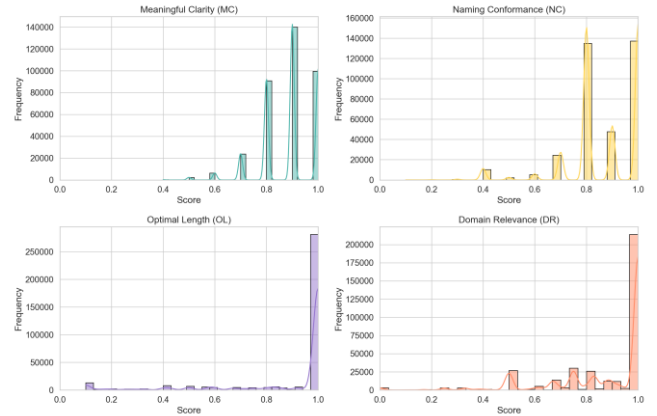 Meaningful Clarity (MC)
140000
120000
100000
80000
60000
40000
20000
0
Frequency
0.0 0.2 0.4 0.6 0.8 1.0
Score
Naming Conformance (NC)
160000
140000
120000
100000
80000
60000
40000
20000
0
Frequency
0.0 0.2 0.4 0.6 0.8 1.0
Score
Optimal Length (OL)
250000
200000
150000
100000
50000
0
Frequency
0.0 0.2 0.4 0.6 0.8 1.0
Score
Domain Relevance (DR)
200000
175000
150000
125000
100000
75000
50000
25000
0
Frequency
0.0 0.2 0.4 0.6 0.8 1.0
Score